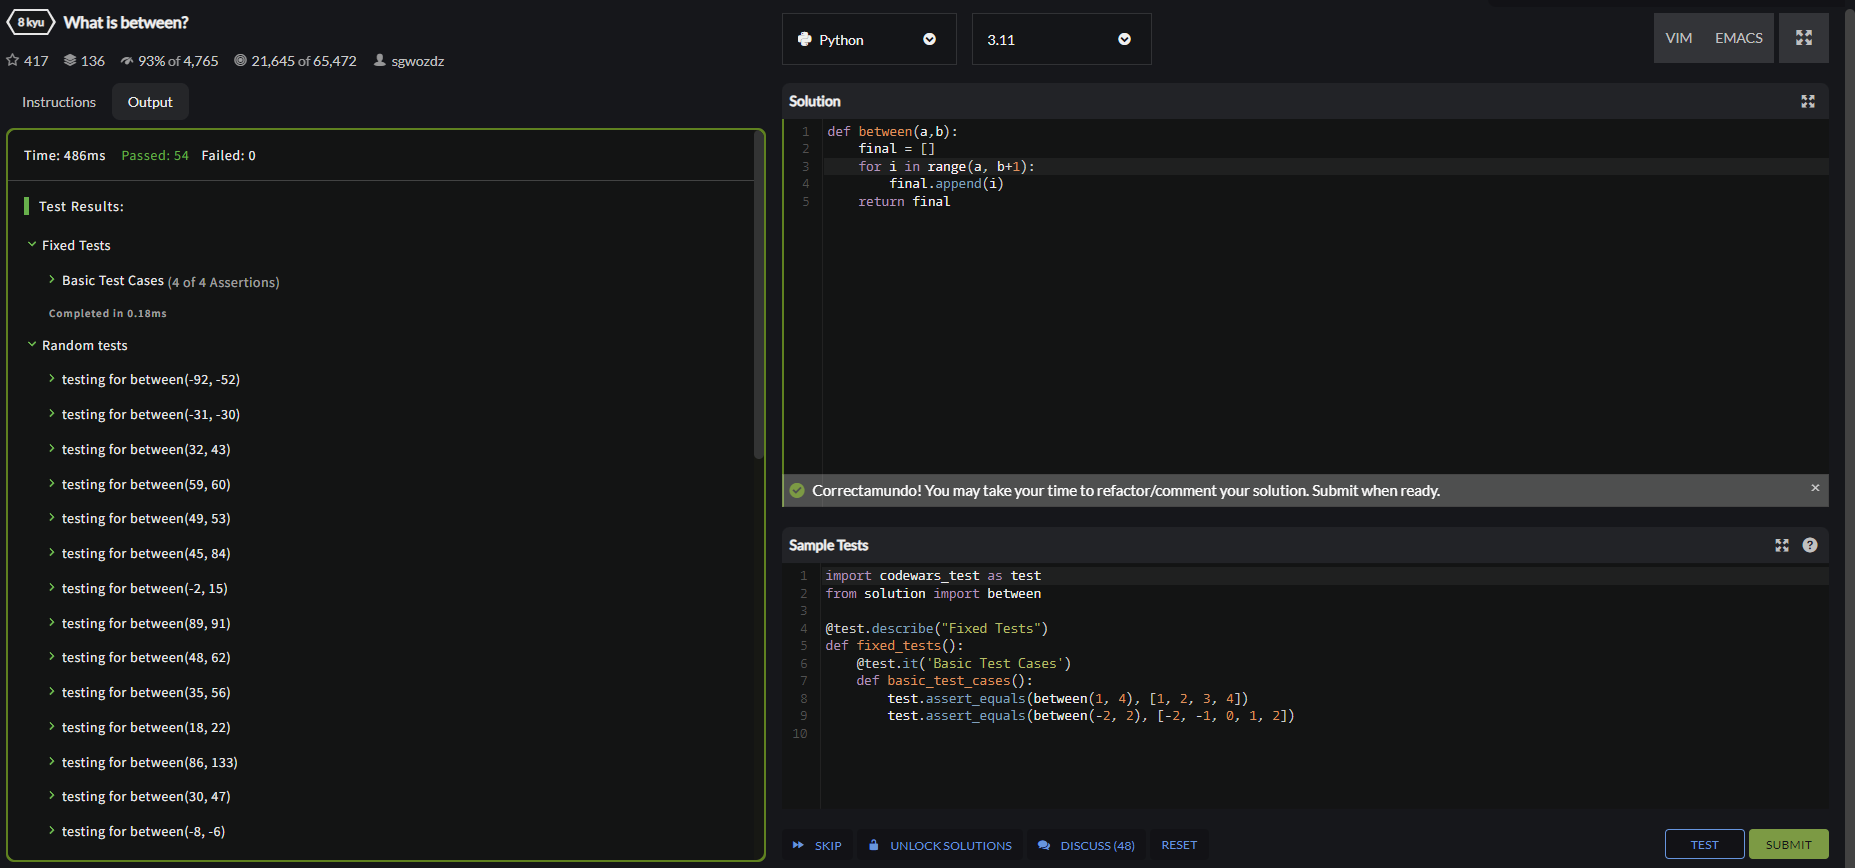 8 kyu What is between?
417 136 93% of 4,765 21,645 of 65,472 sgwozdz
Instructions Output
Time: 486ms Passed: 54 Failed: 0
Test Results:
Fixed Tests
Basic Test Cases (4 of 4 Assertions)
Completed in 0.18ms
Random tests
testing for between(-92, -52)
testing for between(-31, -30)
testing for between(32, 43)
testing for between(59, 60)
testing for between(49, 53)
testing for between(45, 84)
testing for between(-2, 15)
testing for between(89, 91)
testing for between(48, 62)
testing for between(35, 56)
testing for between(18, 22)
testing for between(86, 133)
testing for between(30, 47)
testing for between(-8, -6)
Python 3.11 VIM EMACS
Solution
1 def between(a,b):
2     final = []
3     for i in range(a, b+1):
4         final.append(i)
5     return final
Correctamundo! You may take your time to refactor/comment your solution. Submit when ready. ×
Sample Tests ?
1 import codewars_test as test
2 from solution import between
3
4 @test.describe("Fixed Tests")
5 def fixed_tests():
6     @test.it('Basic Test Cases')
7     def basic_test_cases():
8         test.assert_equals(between(1, 4), [1, 2, 3, 4])
9         test.assert_equals(between(-2, 2), [-2, -1, 0, 1, 2])
10
SKIP UNLOCK SOLUTIONS DISCUSS (48) RESET TEST SUBMIT